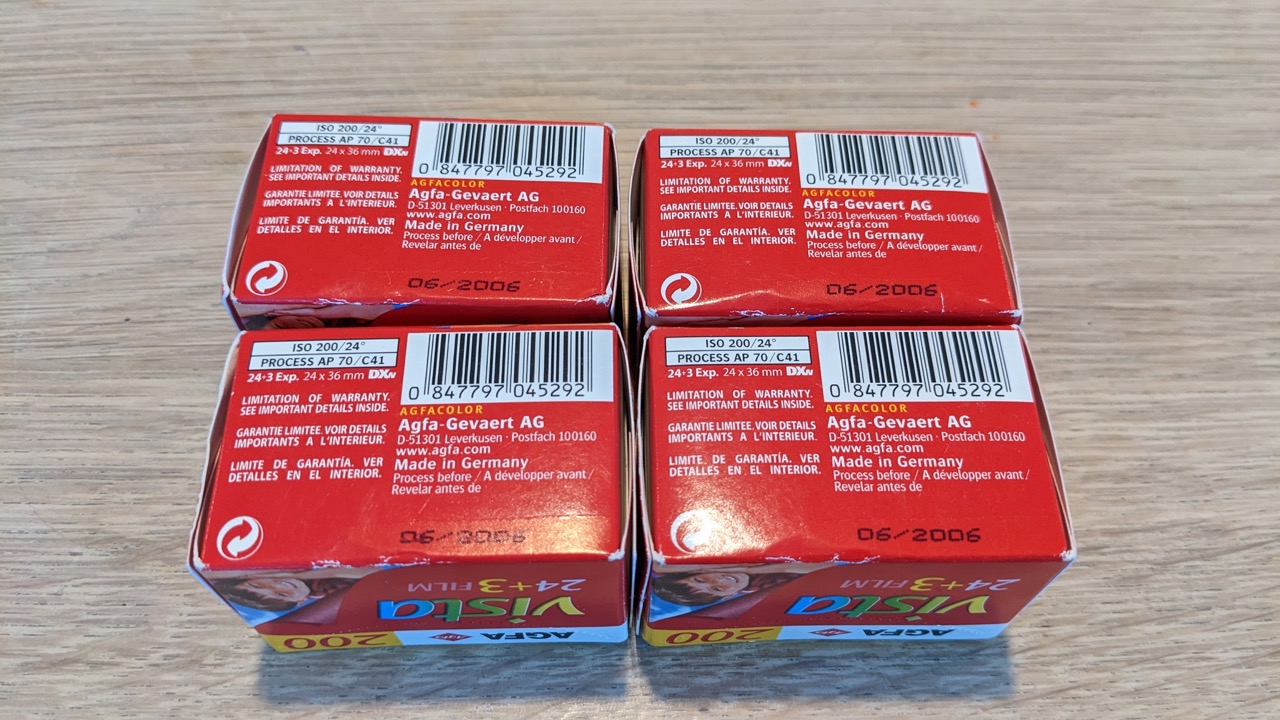 ISO 200/24°
PROCESS AP 70/C41
24+3 Exp. 24 x 36 mm DXN
LIMITATION OF WARRANTY.
SEE IMPORTANT DETAILS INSIDE.
GARANTIE LIMITEE. VOIR DETAILS
IMPORTANTS A L'INTERIEUR.
LIMITE DE GARANTÍA. VER
DETALLES EN EL INTERIOR.
0 847797 045292
AGFACOLOR
Agfa-Gevaert AG
D-51301 Leverkusen · Postfach 100160
www.agfa.com
Made in Germany
Process before / A développer avant /
Revelar antes de
06-2006
ISO 200/24°
PROCESS AP 70/C41
24+3 Exp. 24 x 36 mm DXN
LIMITATION OF WARRANTY.
SEE IMPORTANT DETAILS INSIDE.
GARANTIE LIMITEE. VOIR DETAILS
IMPORTANTS A L'INTERIEUR.
LIMITE DE GARANTÍA. VER
DETALLES EN EL INTERIOR.
0 847797 045292
AGFACOLOR
Agfa-Gevaert AG
D-51301 Leverkusen · Postfach 100160
www.agfa.com
Made in Germany
Process before / A développer avant /
Revelar antes de
06-2006
ISO 200/24°
PROCESS AP 70/C41
24+3 Exp. 24 x 36 mm DXN
LIMITATION OF WARRANTY.
SEE IMPORTANT DETAILS INSIDE.
GARANTIE LIMITEE. VOIR DETAILS
IMPORTANTS A L'INTERIEUR.
LIMITE DE GARANTÍA. VER
DETALLES EN EL INTERIOR.
0 847797 045292
AGFACOLOR
Agfa-Gevaert AG
D-51301 Leverkusen · Postfach 100160
www.agfa.com
Made in Germany
Process before / A développer avant /
Revelar antes de
06-2006
24+3 FILM
vista
AGFA 200
ISO 200/24°
PROCESS AP 70/C41
24+3 Exp. 24 x 36 mm DXN
LIMITATION OF WARRANTY.
SEE IMPORTANT DETAILS INSIDE.
GARANTIE LIMITEE. VOIR DETAILS
IMPORTANTS A L'INTERIEUR.
LIMITE DE GARANTÍA. VER
DETALLES EN EL INTERIOR.
0 847797 045292
AGFACOLOR
Agfa-Gevaert AG
D-51301 Leverkusen · Postfach 100160
www.agfa.com
Made in Germany
Process before / A développer avant /
Revelar antes de
06-2006
24+3 FILM
vista
AGFA 200